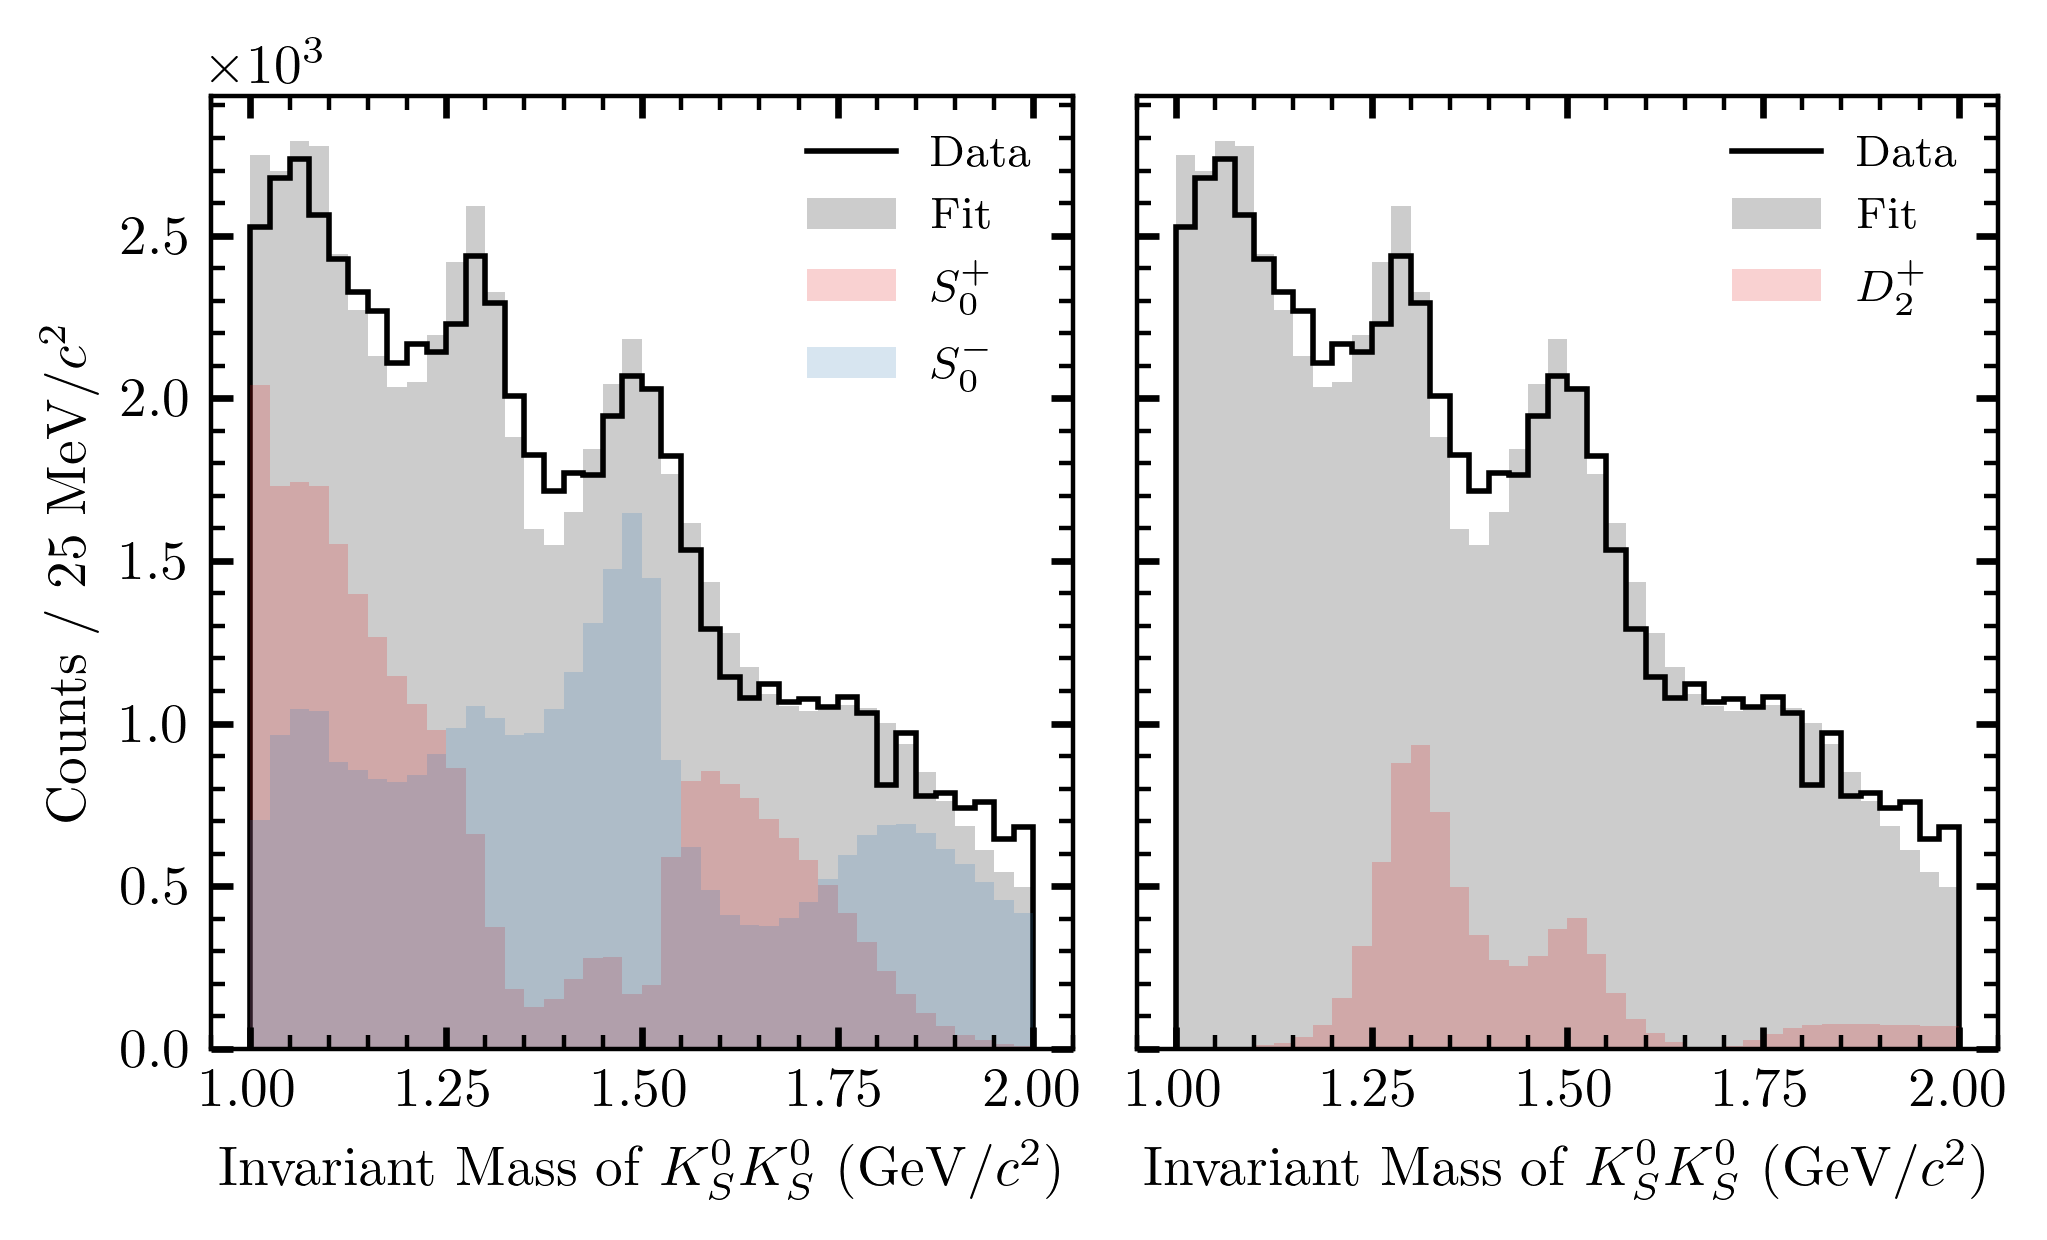 ×10³
Counts / 25 MeV/c²
2.5
2.0
1.5
1.0
0.5
0.0
Data
Fit
S₀⁺
S₀⁻
1.00 1.25 1.50 1.75 2.00
Invariant Mass of K⁰_S K⁰_S (GeV/c²)
Data
Fit
D₂⁺
1.00 1.25 1.50 1.75 2.00
Invariant Mass of K⁰_S K⁰_S (GeV/c²)